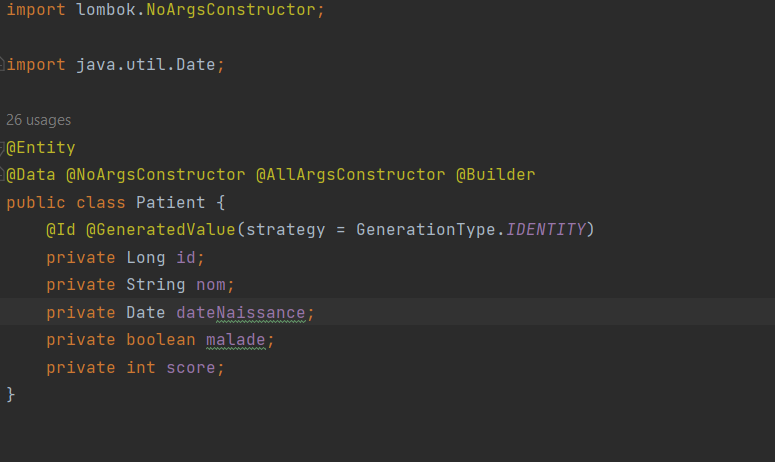 import lombok.NoArgsConstructor;
import java.util.Date;
26 usages
@Entity
@Data @NoArgsConstructor @AllArgsConstructor @Builder
public class Patient {
@Id @GeneratedValue(strategy = GenerationType.IDENTITY)
private Long id;
private String nom;
private Date dateNaissance;
private boolean malade;
private int score;
}